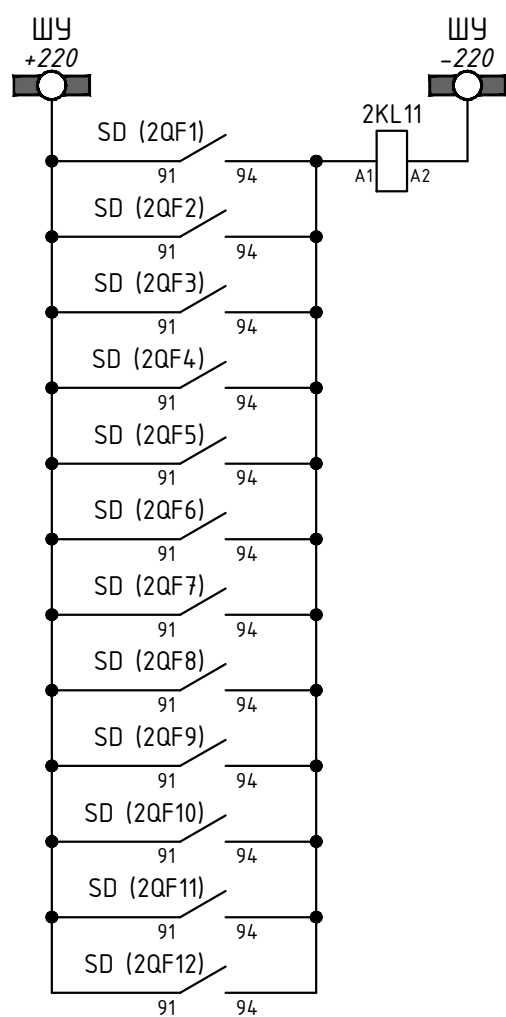 ШУ
+220
ШУ
-220
2KL11
A1
A2
SD (2QF1)
91 94
SD (2QF2)
91 94
SD (2QF3)
91 94
SD (2QF4)
91 94
SD (2QF5)
91 94
SD (2QF6)
91 94
SD (2QF7)
91 94
SD (2QF8)
91 94
SD (2QF9)
91 94
SD (2QF10)
91 94
SD (2QF11)
91 94
SD (2QF12)
91 94